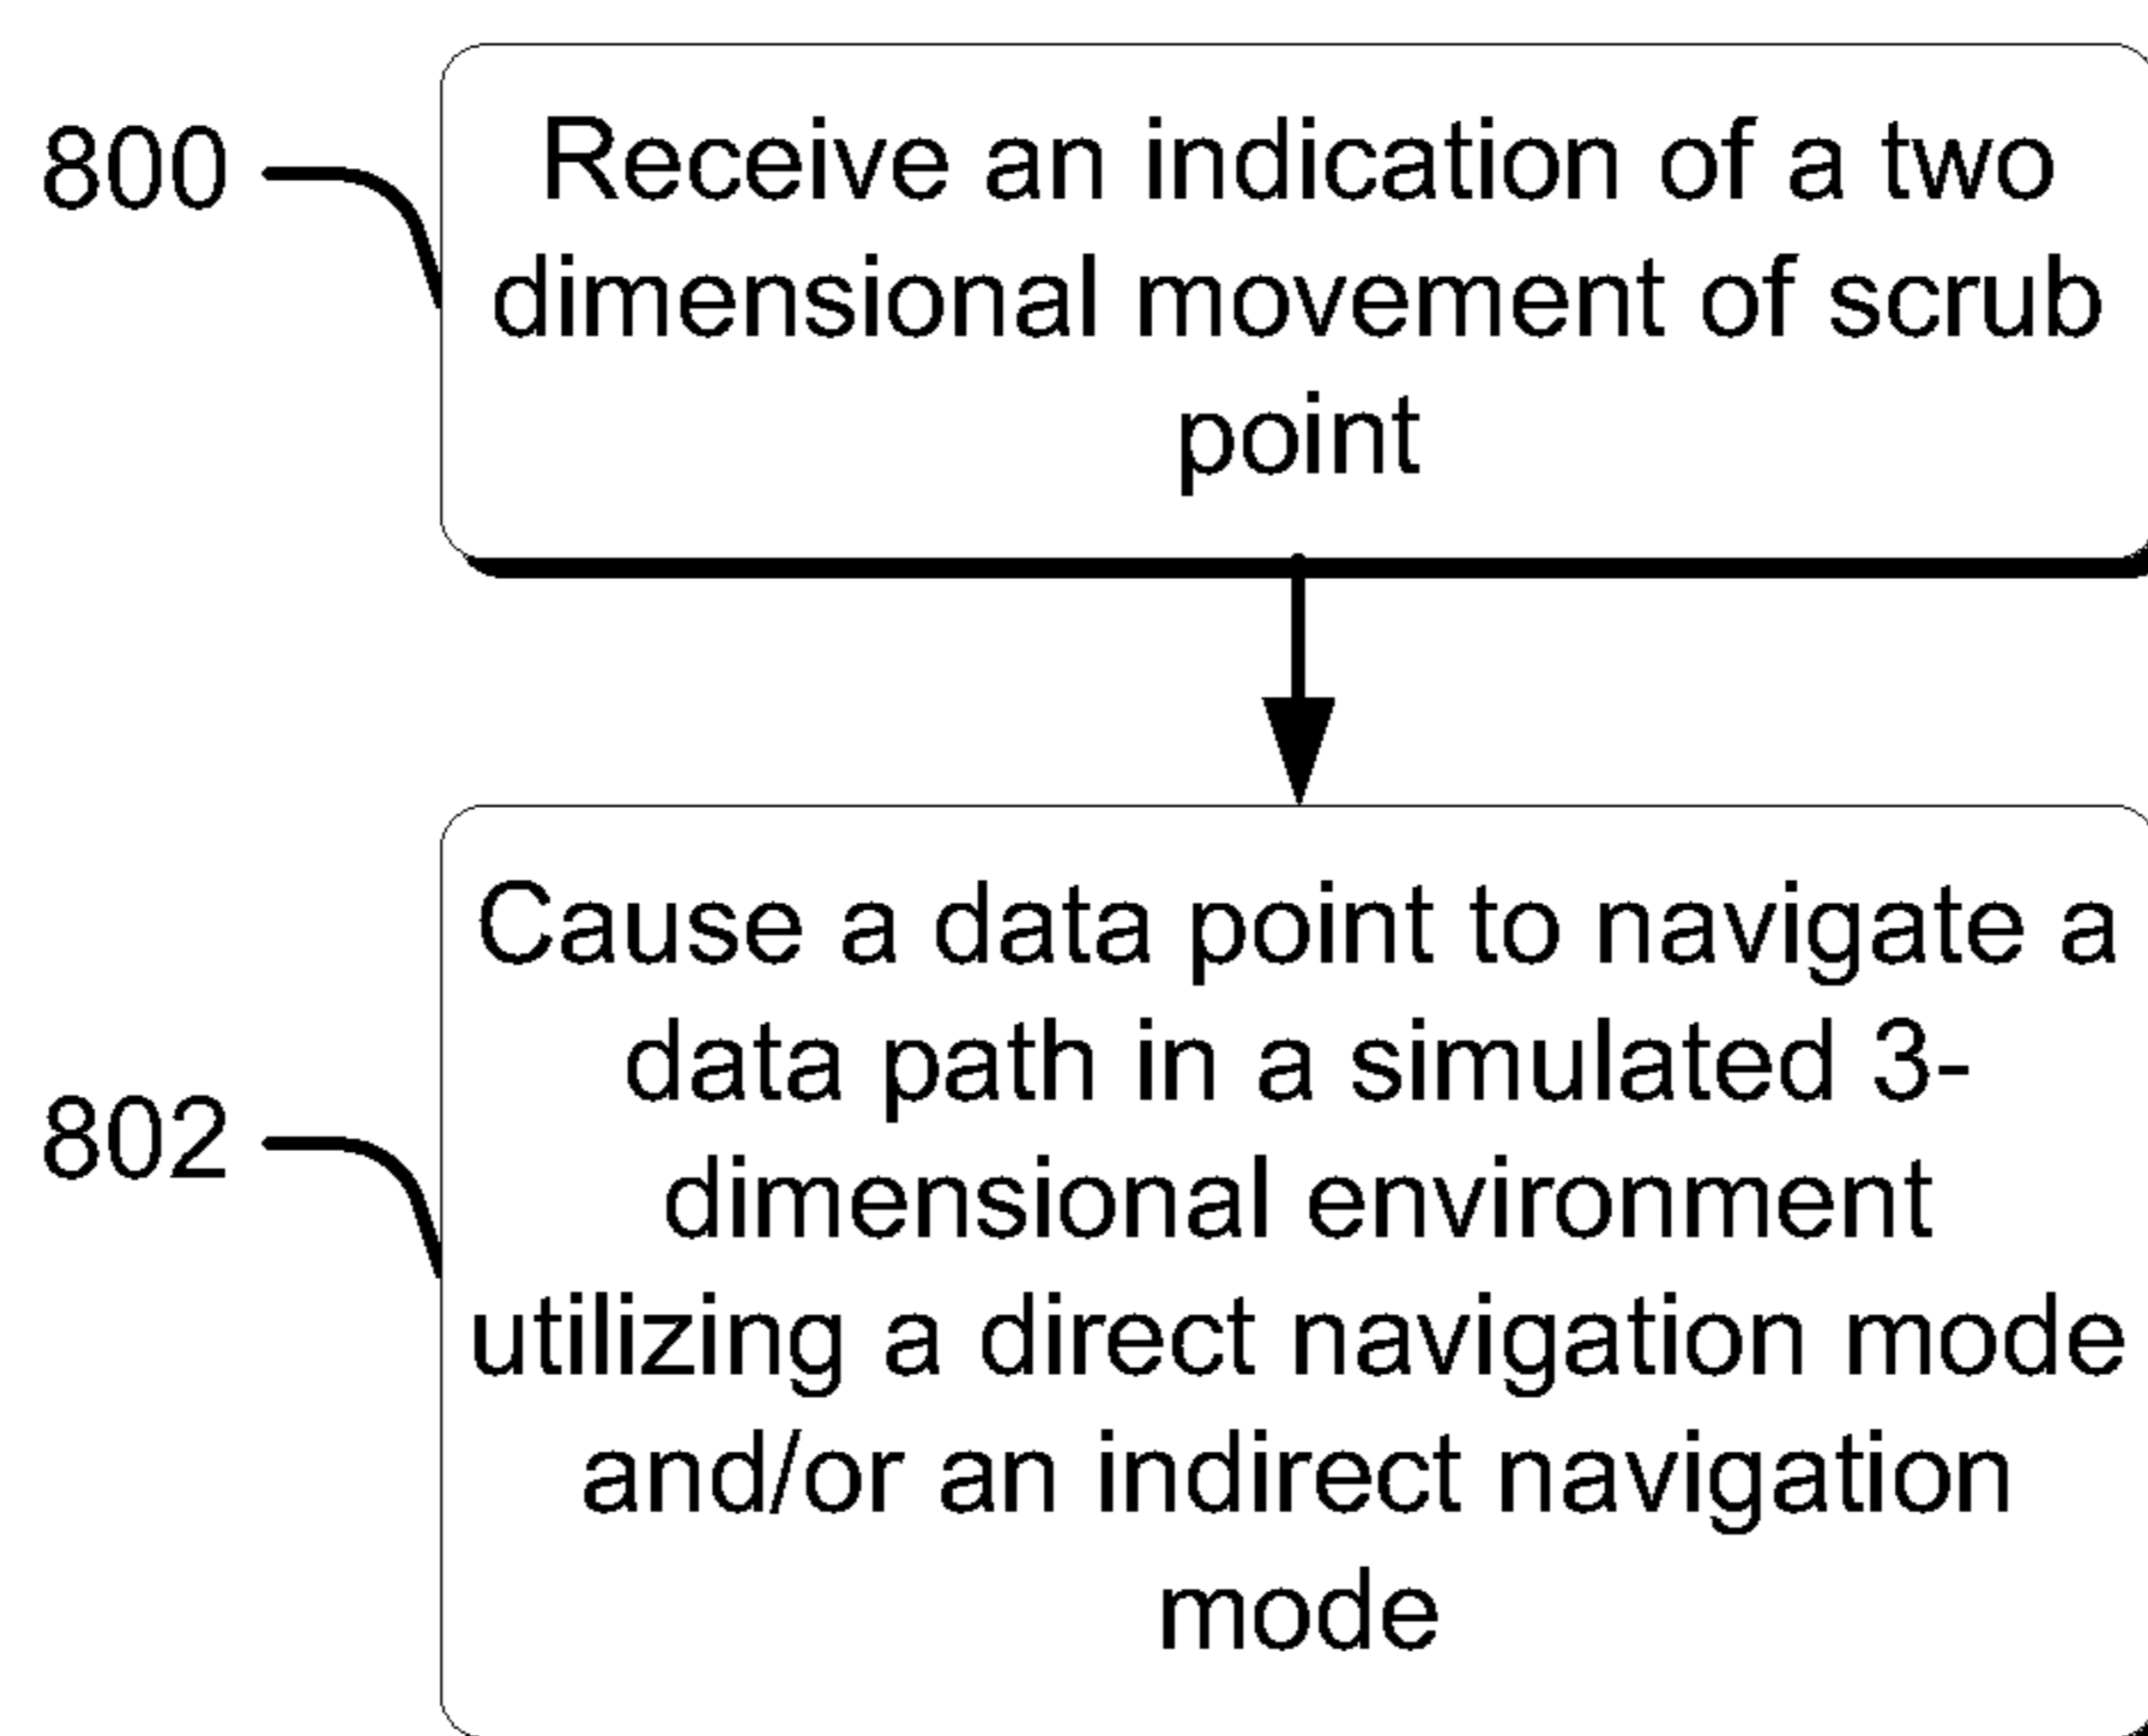 800
Receive an indication of a two
dimensional movement of scrub
point
Cause a data point to navigate a
data path in a simulated 3-
dimensional environment
802
utilizing a direct navigation mode
and/or an indirect navigation
mode